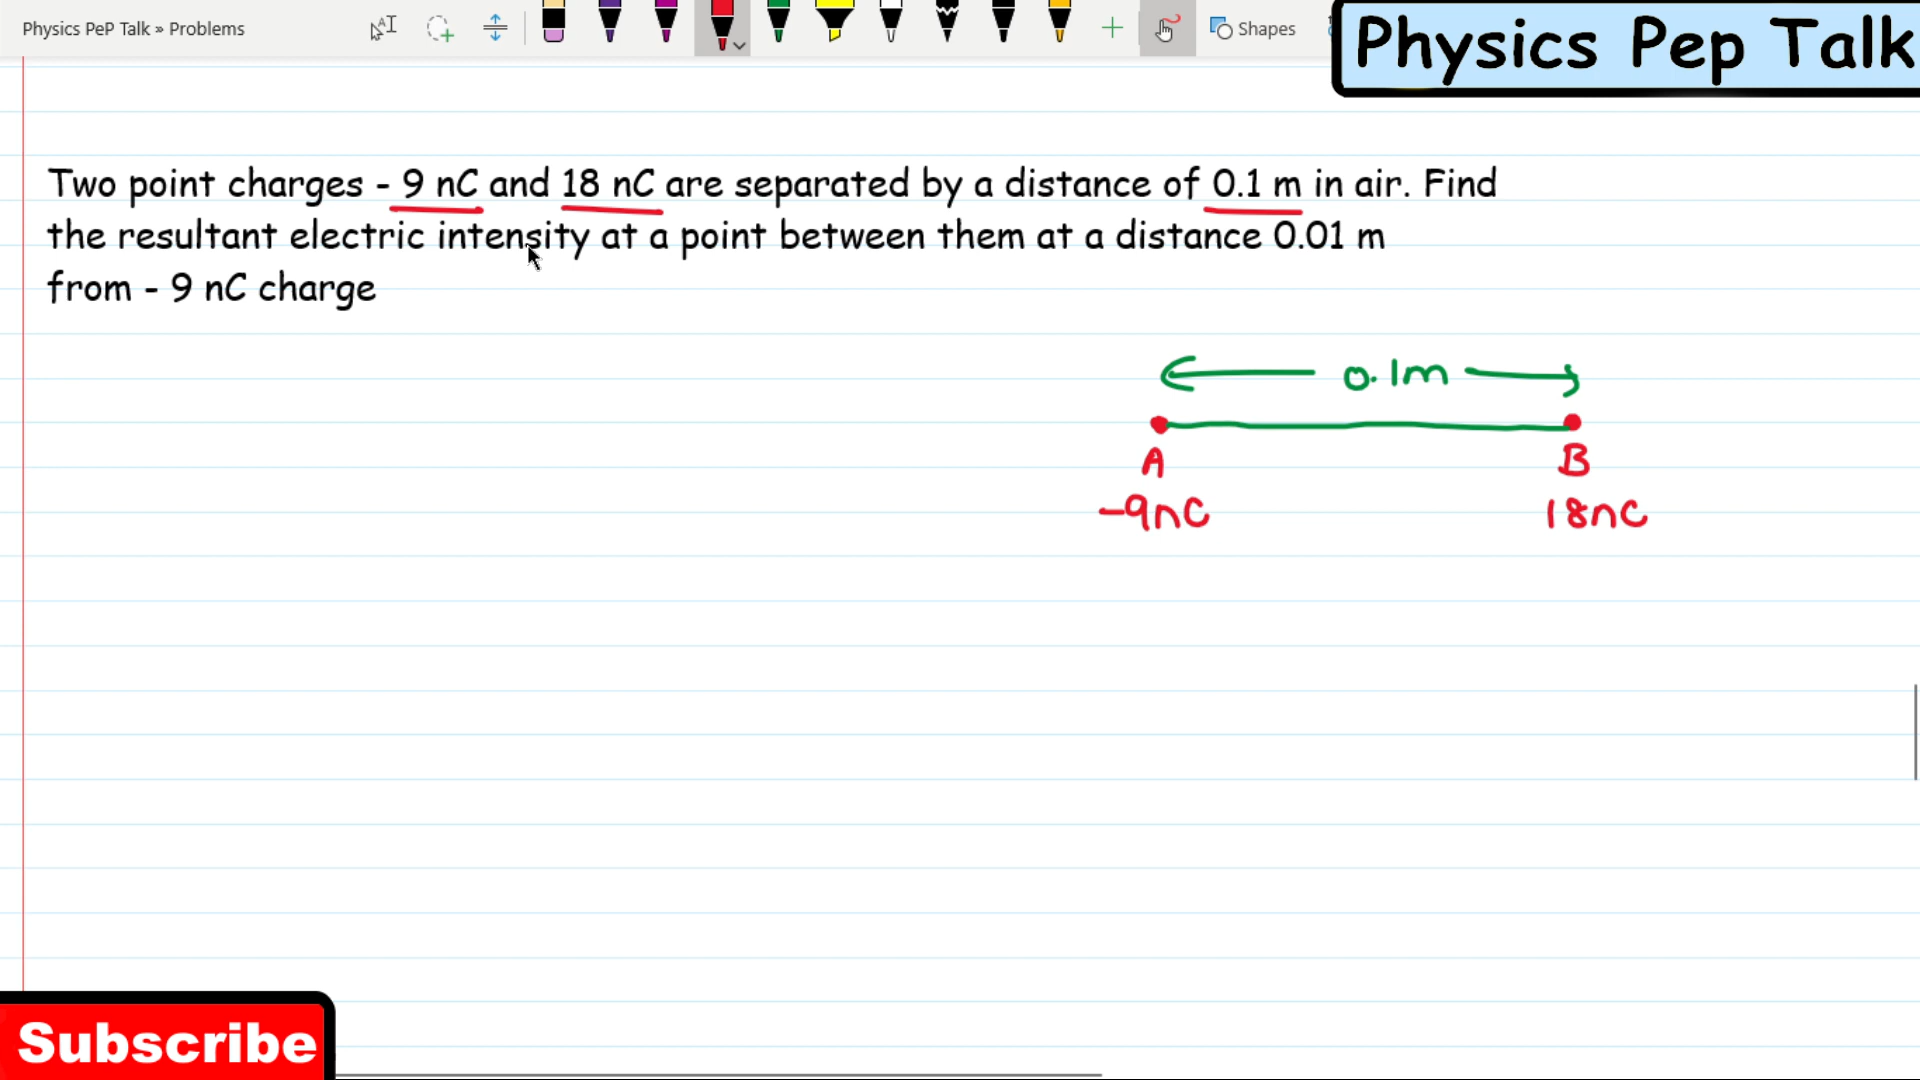 Physics PeP Talk » Problems
Shapes
Physics Pep Talk
Two point charges - 9 nC and 18 nC are separated by a distance of 0.1 m in air. Find
the resultant electric intensity at a point between them at a distance 0.01 m
from - 9 nC charge
0.1m
A B
-9nC 18nC
Subscribe